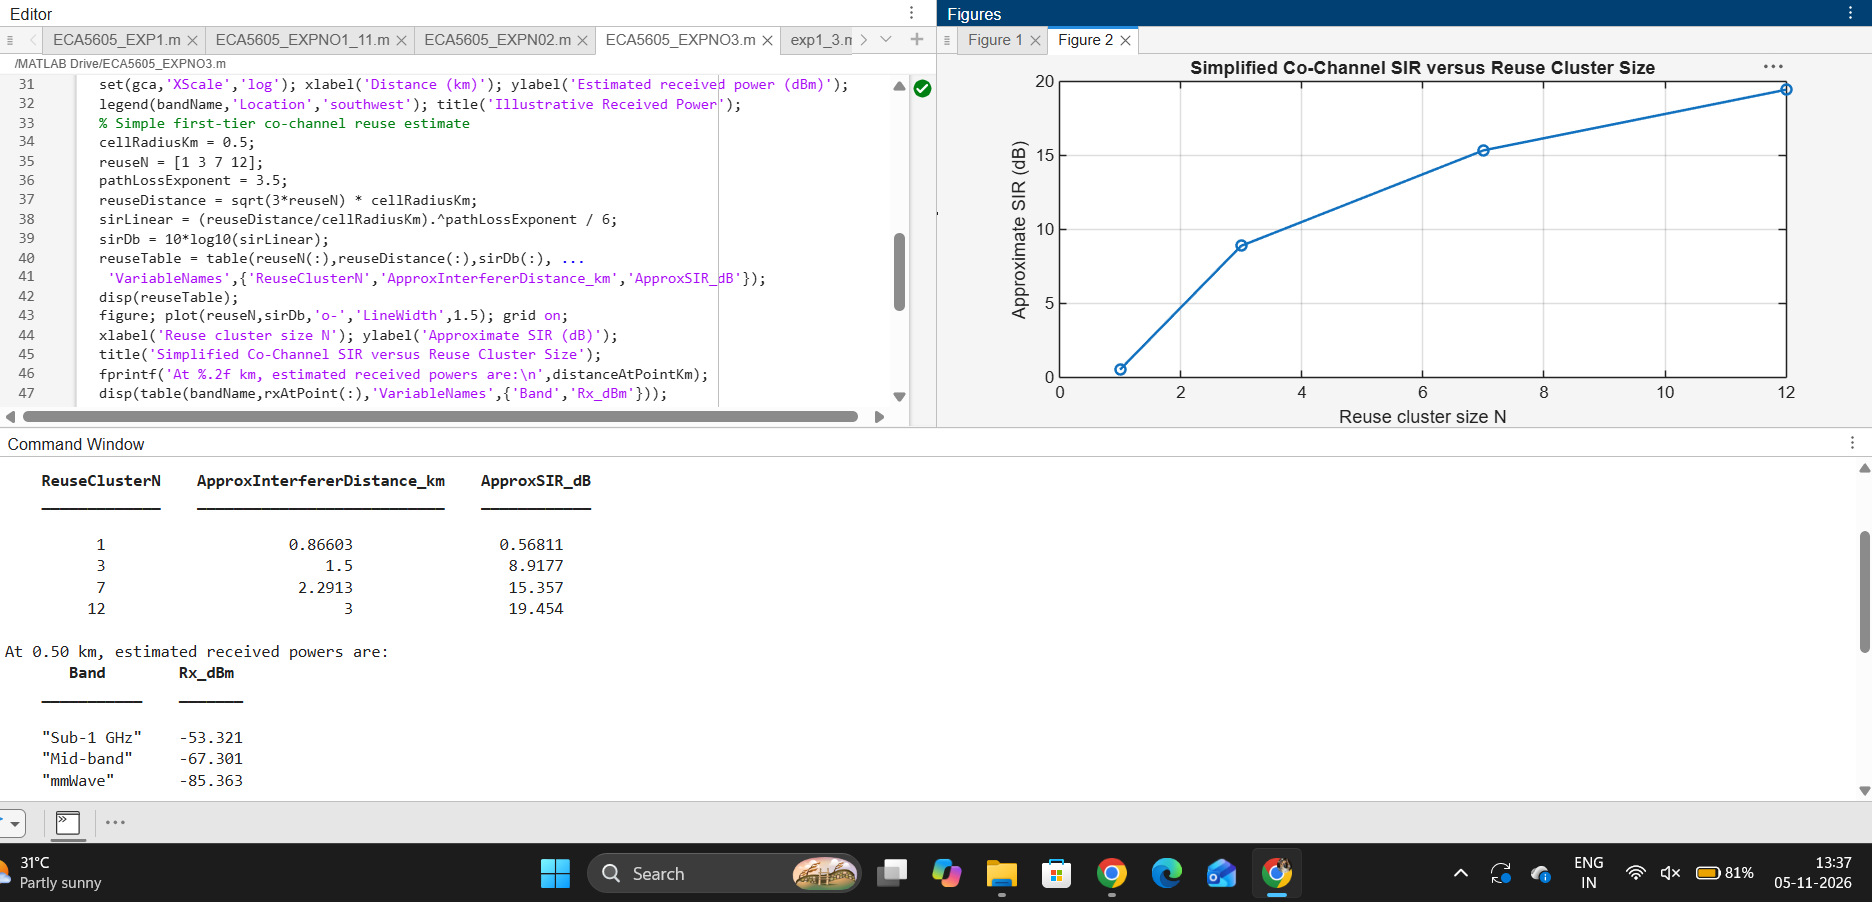 Editor
ECA5605_EXP1.m
ECA5605_EXPNO1_11.m
ECA5605_EXPN02.m
ECA5605_EXPNO3.m
exp1_3.m
/MATLAB Drive/ECA5605_EXPNO3.m
31 set(gca,'XScale','log'); xlabel('Distance (km)'); ylabel('Estimated received power (dBm)');
32 legend(bandName,'Location','southwest'); title('Illustrative Received Power');
33 % Simple first-tier co-channel reuse estimate
34 cellRadiusKm = 0.5;
35 reuseN = [1 3 7 12];
36 pathLossExponent = 3.5;
37 reuseDistance = sqrt(3*reuseN) * cellRadiusKm;
38 sirLinear = (reuseDistance/cellRadiusKm).^pathLossExponent / 6;
39 sirDb = 10*log10(sirLinear);
40 reuseTable = table(reuseN(:),reuseDistance(:),sirDb(:), ...
41 'VariableNames',{'ReuseClusterN','ApproxInterfererDistance_km','ApproxSIR_dB'});
42 disp(reuseTable);
43 figure; plot(reuseN,sirDb,'o-','LineWidth',1.5); grid on;
44 xlabel('Reuse cluster size N'); ylabel('Approximate SIR (dB)');
45 title('Simplified Co-Channel SIR versus Reuse Cluster Size');
46 fprintf('At %.2f km, estimated received powers are:\n',distanceAtPointKm);
47 disp(table(bandName,rxAtPoint(:),'VariableNames',{'Band','Rx_dBm'}));
Figures
Figure 1
Figure 2
Simplified Co-Channel SIR versus Reuse Cluster Size
Approximate SIR (dB)
20
15
10
5
0
0 2 4 6 8 10 12
Reuse cluster size N
Command Window
ReuseClusterN ApproxInterfererDistance_km ApproxSIR_dB
1 0.86603 0.56811
3 1.5 8.9177
7 2.2913 15.357
12 3 19.454
At 0.50 km, estimated received powers are:
Band Rx_dBm
"Sub-1 GHz" -53.321
"Mid-band" -67.301
"mmWave" -85.363
31°C
Partly sunny
Search
ENG
IN
81%
13:37
05-11-2026